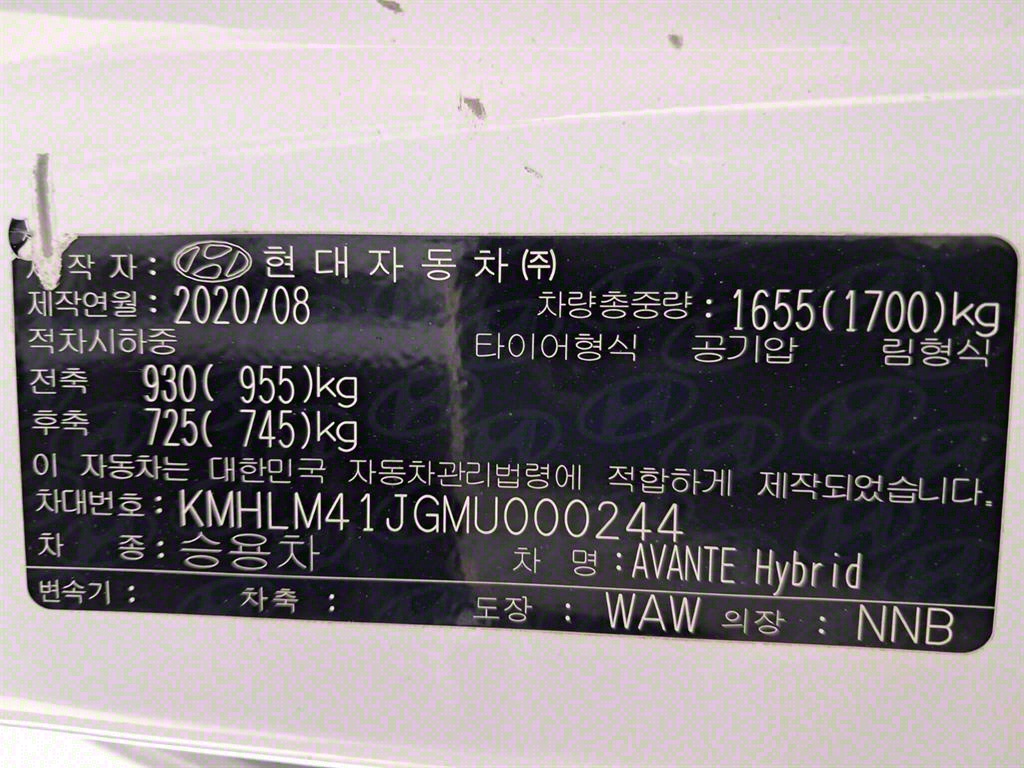 제작자 : 현대자동차(주)
제작연월 : 2020/08 차량총중량 : 1655(1700)kg
적차시하중 타이어형식 공기압 림형식
전축 930( 955)kg
후축 725( 745)kg
이 자동차는 대한민국 자동차관리법령에 적합하게 제작되었습니다.
차대번호 : KMHLM41JGMU000244
차 종 : 승용차 차 명 : AVANTE Hybrid
변속기 : 차축 : 도장 : WAW 의장 : NNB